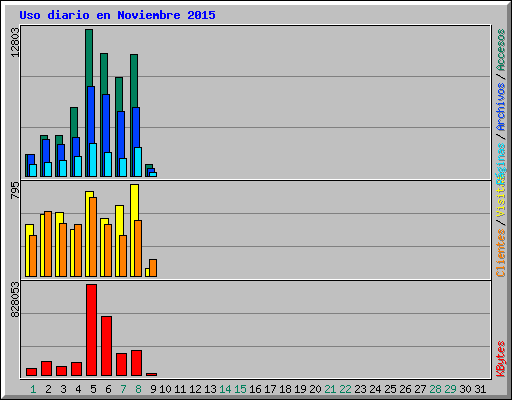 Uso diario en Noviembre 2015
12803
795
828053
Accesos / Archivos / Páginas
Visitas / Clientes
KBytes
1 2 3 4 5 6 7 8 9 10 11 12 13 14 15 16 17 18 19 20 21 22 23 24 25 26 27 28 29 30 31